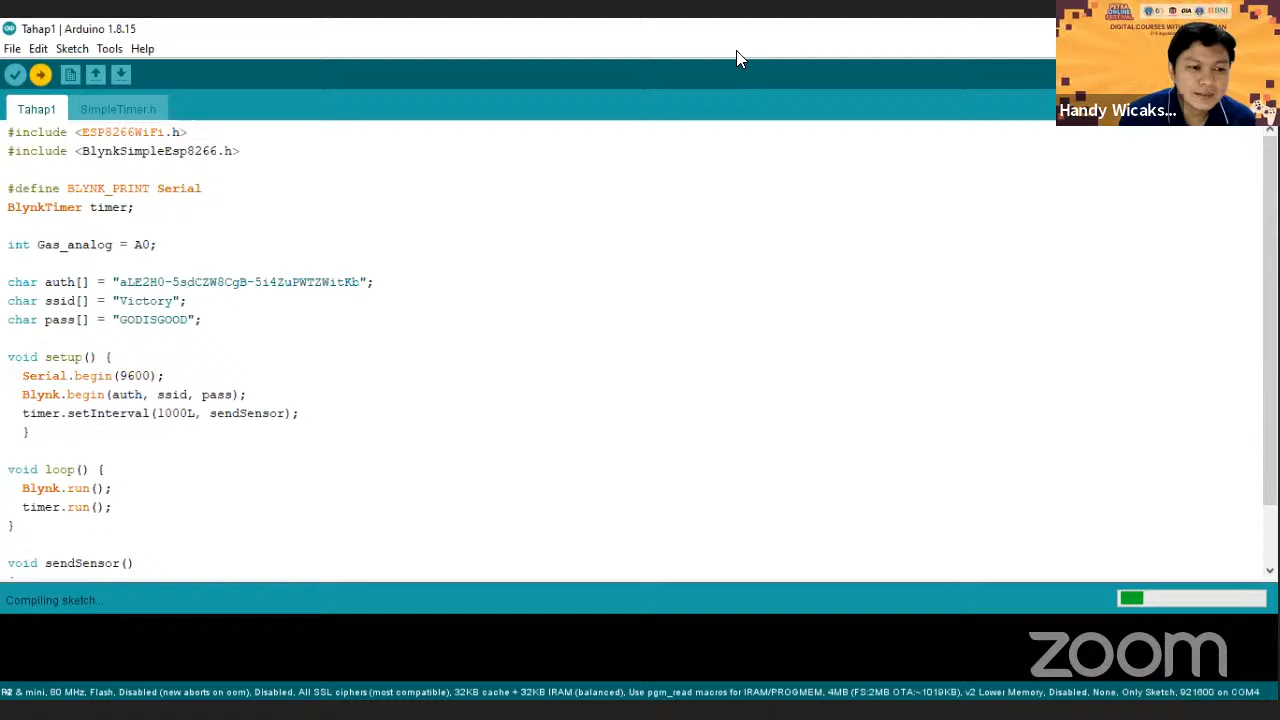 Tahap1 | Arduino 1.8.15
File Edit Sketch Tools Help
Tahap1 SimpleTimer.h
#include <ESP8266WiFi.h>
#include <BlynkSimpleEsp8266.h>
#define BLYNK_PRINT Serial
BlynkTimer timer;
int Gas_analog = A0;
char auth[] = "aLE2H0-5sdCZW8CgB-5i4ZuPWTZWitKb";
char ssid[] = "Victory";
char pass[] = "GODISGOOD";
void setup() {
Serial.begin(9600);
Blynk.begin(auth, ssid, pass);
timer.setInterval(1000L, sendSensor);
}
void loop() {
Blynk.run();
timer.run();
}
void sendSensor()
Compiling sketch...
& mini, 80 MHz, Flash, Disabled (new aborts on oom), Disabled, All SSL ciphers (most compatible), 32KB cache + 32KB IRAM (balanced), Use pgm_read macros for IRAM/PROGMEM, 4MB (FS:2MB OTA:~1019KB), v2 Lower Memory, Disabled, None, Only Sketch, 921600 on COM4
PETRA
ONLINE
FESTIVAL
BNI
DIGITAL COURSES
Handy Wicaks...
zoom